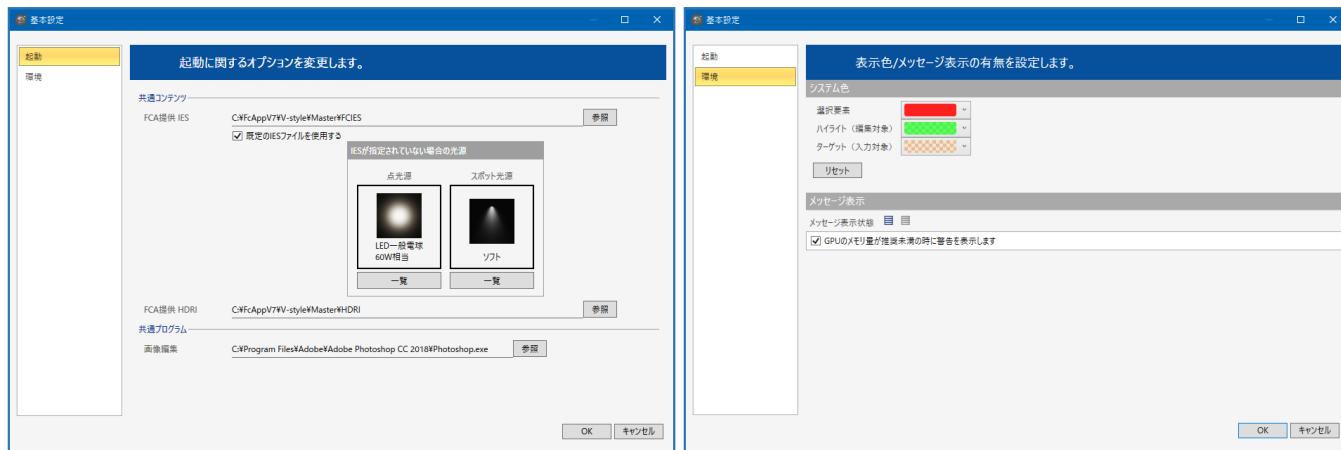 基本設定
起動
環境
起動に関するオプションを変更します。
共通コンテンツ
FCA提供 IES C:¥FcAppV7¥V-style¥Master¥FCIES 参照
既定のIESファイルを使用する
IESが指定されていない場合の光源
点光源 スポット光源
LED一般電球
60W相当
ソフト
一覧 一覧
FCA提供 HDRI C:¥FcAppV7¥V-style¥Master¥HDRI 参照
共通プログラム
画像編集 C:¥Program Files¥Adobe¥Adobe Photoshop CC 2018¥Photoshop.exe 参照
OK キャンセル
基本設定
起動
環境
表示色/メッセージ表示の有無を設定します。
システム色
選択要素
ハイライト（編集対象）
ターゲット（入力対象）
リセット
メッセージ表示
メッセージ表示状態
GPUのメモリ量が推奨未満の時に警告を表示します
OK キャンセル